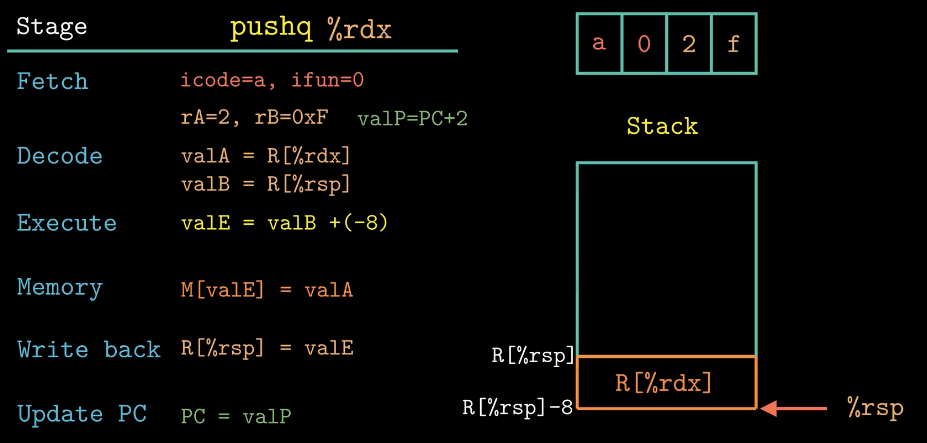 Stage pushq %rdx
Fetch icode=a, ifun=0
rA=2, rB=0xF valP=PC+2
Decode valA = R[%rdx]
valB = R[%rsp]
Execute valE = valB +(-8)
Memory M[valE] = valA
Write back R[%rsp] = valE
Update PC PC = valP
a 0 2 f
Stack
R[%rsp]
R[%rdx]
R[%rsp]-8
%rsp